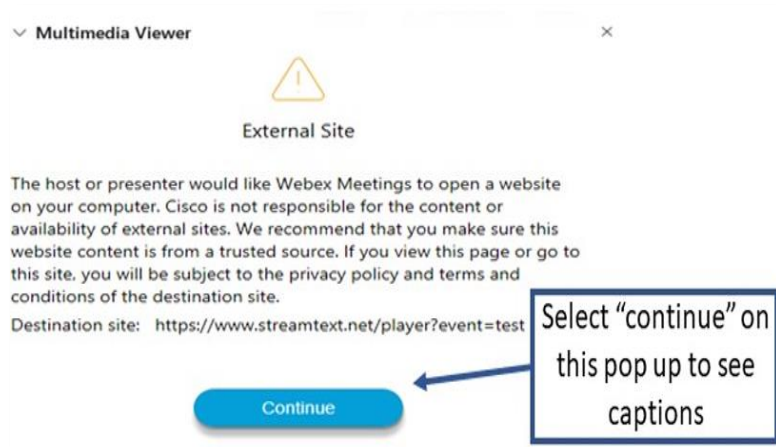 Multimedia Viewer
External Site
The host or presenter would like Webex Meetings to open a website
on your computer. Cisco is not responsible for the content or
availability of external sites. We recommend that you make sure this
website content is from a trusted source. If you view this page or go to
this site, you will be subject to the privacy policy and terms and
conditions of the destination site.
Destination site: https://www.streamtext.net/player?event=test
Select “continue” on
this pop up to see
captions
Continue